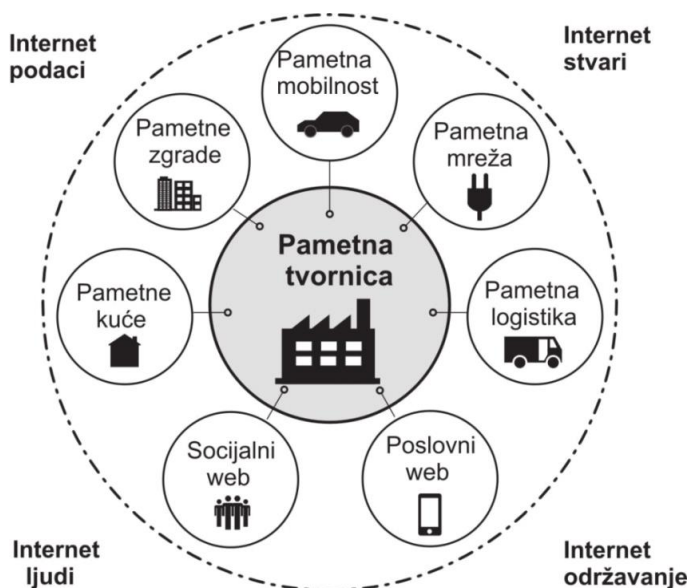 Internet
podaci
Internet
stvari
Pametna
mobilnost
Pametne
zgrade
Pametna
mreža
Pametna
tvornica
Pametne
kuće
Pametna
logistika
Socijalni
web
Poslovni
web
Internet
ljudi
Internet
održavanje